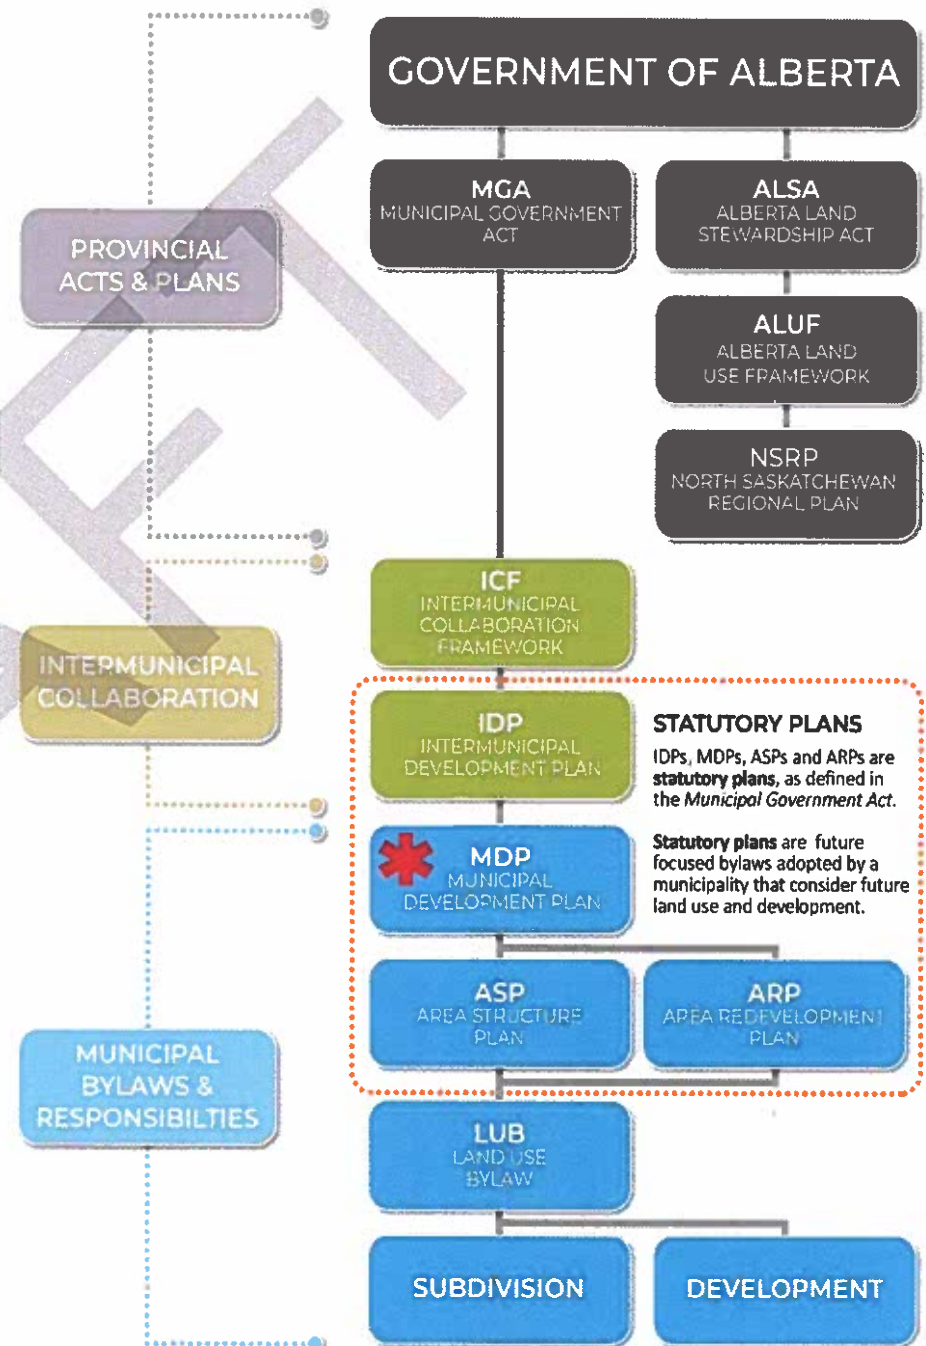 GOVERNMENT OF ALBERTA
MGA
MUNICIPAL GOVERNMENT
ACT
ALSA
ALBERTA LAND
STEWARDSHIP ACT
PROVINCIAL
ACTS & PLANS
ALUF
ALBERTA LAND
USE FRAMEWORK
NSRP
NORTH SASKATCHEWAN
REGIONAL PLAN
ICF
INTERMUNICIPAL
COLLABORATION
FRAMEWORK
INTERMUNICIPAL
COLLABORATION
IDP
INTERMUNICIPAL
DEVELOPMENT PLAN
STATUTORY PLANS
IDPs, MDPs, ASPs and ARPs are
statutory plans, as defined in
the Municipal Government Act.
Statutory plans are future
focused bylaws adopted by a
municipality that consider future
land use and development.
MDP
MUNICIPAL
DEVELOPMENT PLAN
ASP
AREA STRUCTURE
PLAN
ARP
AREA REDEVELOPMENT
PLAN
MUNICIPAL
BYLAWS &
RESPONSIBILTIES
LUB
LAND USE
BYLAW
SUBDIVISION
DEVELOPMENT